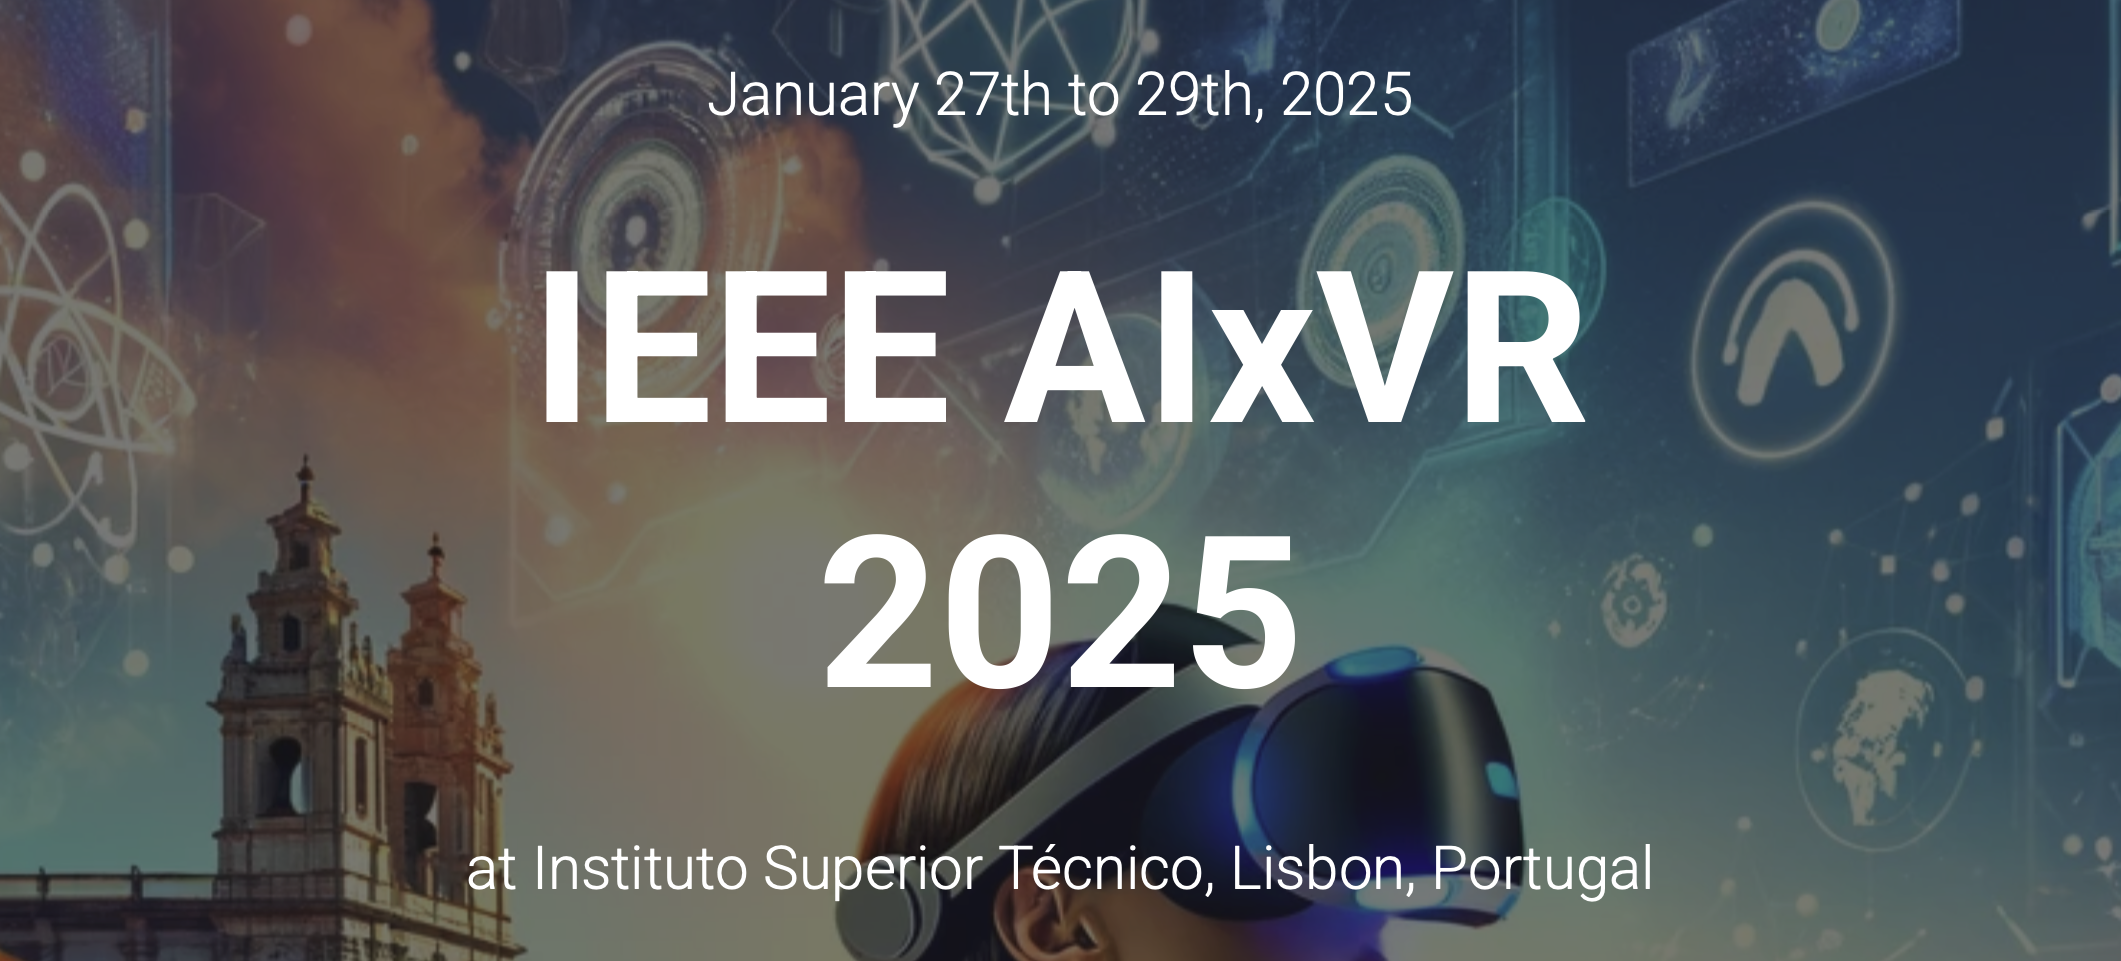 January 27th to 29th, 2025
IEEE AIxVR
2025
at Instituto Superior Técnico, Lisbon, Portugal